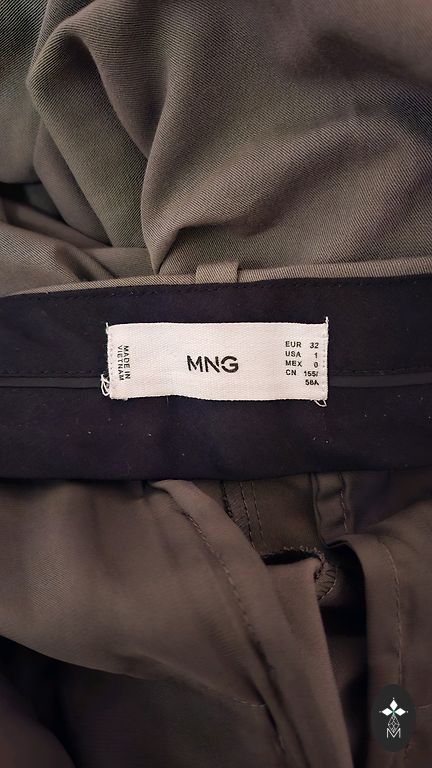 MADE IN
VIETNAM
MNG
EUR 32
USA 1
MEX 0
CN 155/
58A
M